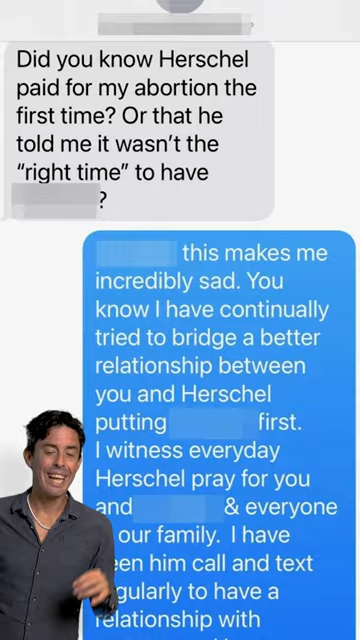 Did you know Herschel
paid for my abortion the
first time? Or that he
told me it wasn't the
“right time” to have
?
this makes me
incredibly sad. You
know I have continually
tried to bridge a better
relationship between
you and Herschel
putting first.
I witness everyday
Herschel pray for you
and & everyone
our family. I have
him call and text
to have a
relationship with